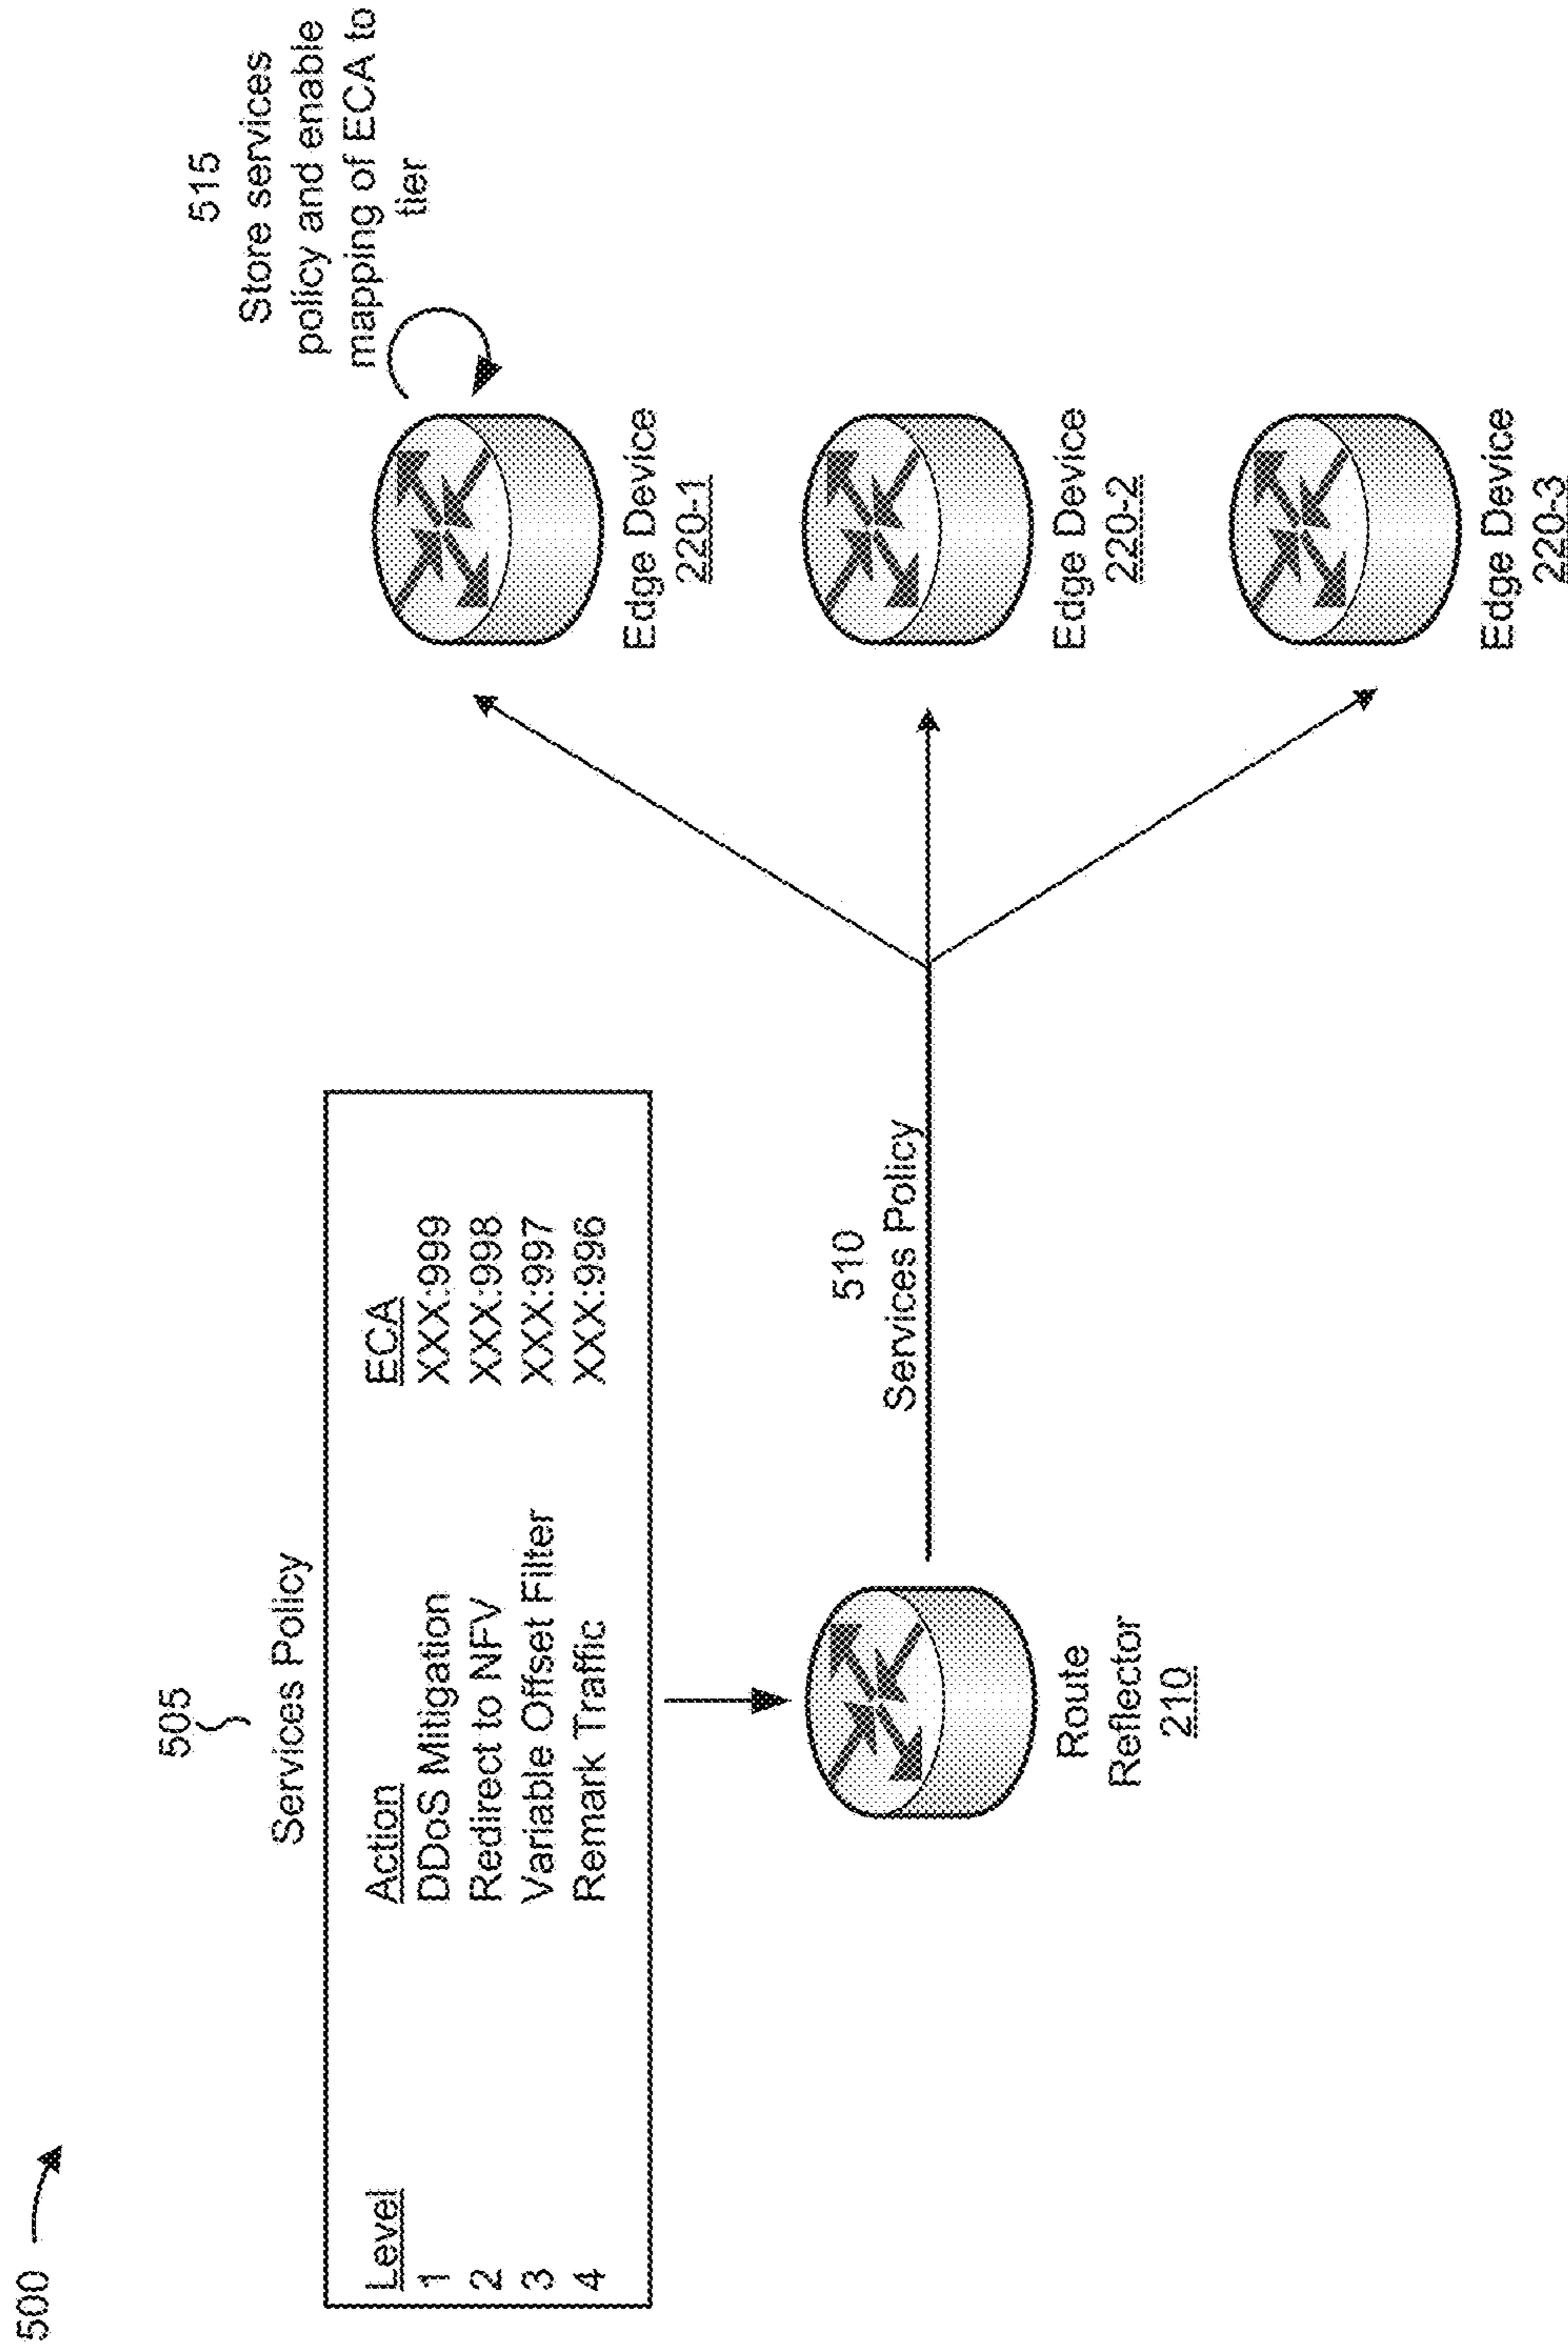 500
505
Services Policy
Level Action ECA
1 DDoS Mitigation XXX:999
2 Redirect to NFV XXX:998
3 Variable Offset Filter XXX:997
4 Remark Traffic XXX:996
515
Store services
policy and enable
mapping of ECA to
tier
510
Services Policy
Route
Reflector
210
Edge Device
220-1
Edge Device
220-2
Edge Device
220-3